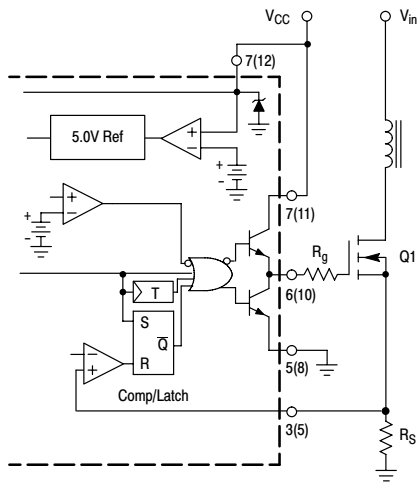 VCC
Vin
7(12)
5.0V Ref
+
-
+
-
-
+
+
-
7(11)
Rg
Q1
6(10)
T
S
Q
R
5(8)
-
+
Comp/Latch
3(5)
RS